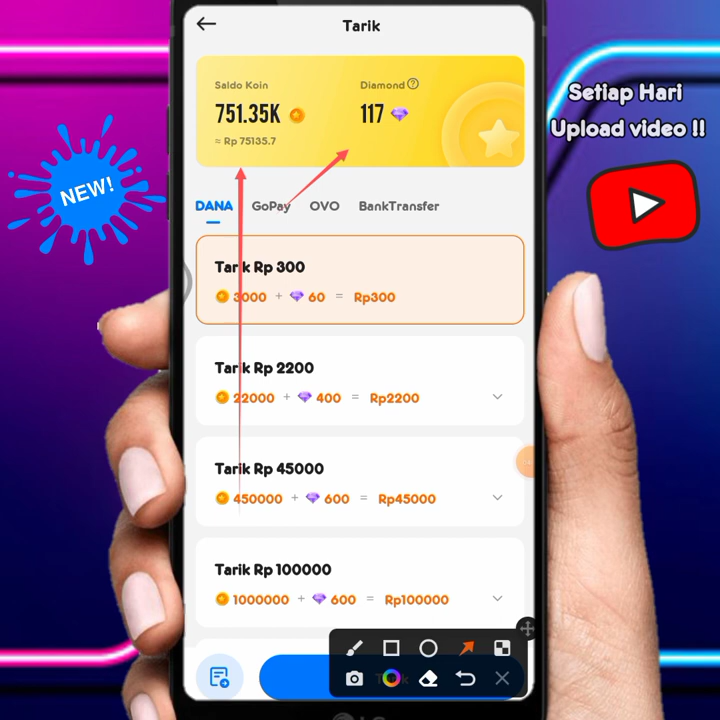 Tarik
Saldo Koin
Diamond
751.35K
117
≈ Rp 75135.7
DANA GoPay OVO BankTransfer
Tarik Rp 300
3000 + 60 = Rp300
Tarik Rp 2200
22000 + 400 = Rp2200
Tarik Rp 45000
450000 + 600 = Rp45000
Tarik Rp 100000
1000000 + 600 = Rp100000
NEW!
Setiap Hari
Upload video !!